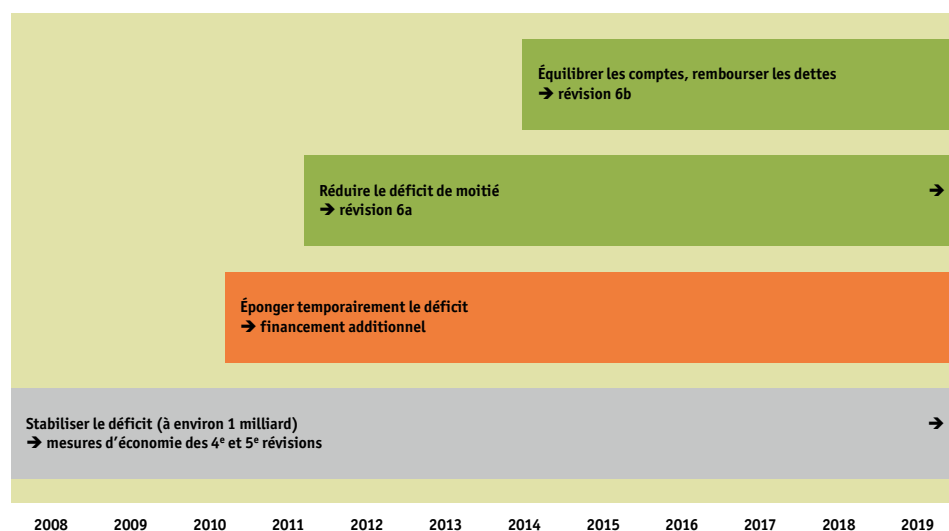 Équilibrer les comptes, rembourser les dettes
➔ révision 6b
Réduire le déficit de moitié ➔
➔ révision 6a
Éponger temporairement le déficit
➔ financement additionnel
Stabiliser le déficit (à environ 1 milliard) ➔
➔ mesures d’économie des 4e et 5e révisions
2008 2009 2010 2011 2012 2013 2014 2015 2016 2017 2018 2019